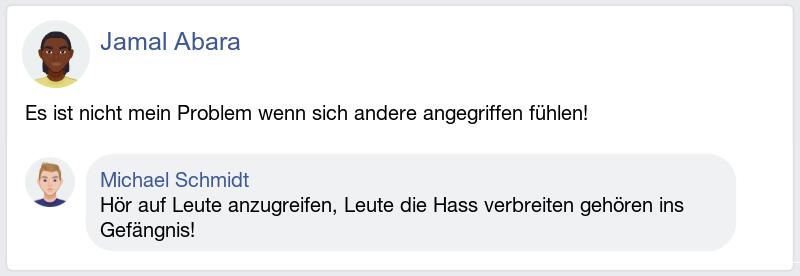 Jamal Abara
Es ist nicht mein Problem wenn sich andere angegriffen fühlen!
Michael Schmidt
Hör auf Leute anzugreifen, Leute die Hass verbreiten gehören ins
Gefängnis!